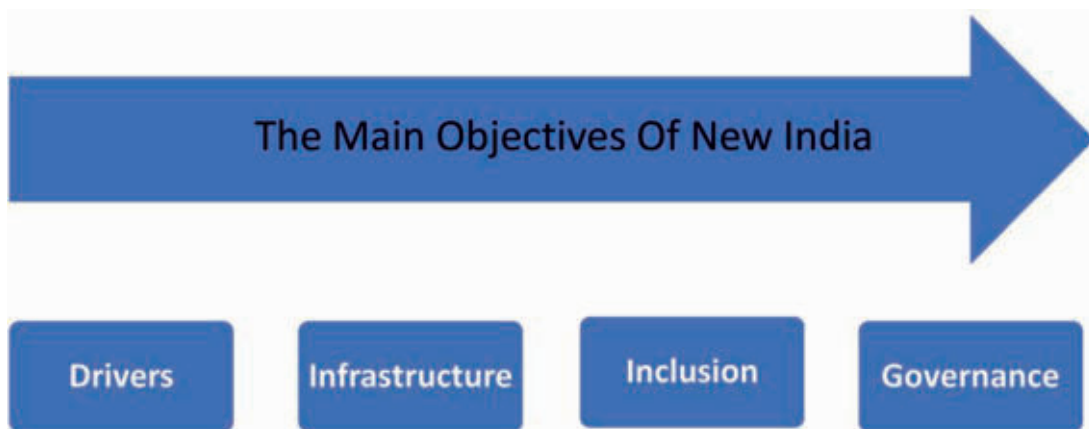 The Main Objectives Of New India
Drivers
Infrastructure
Inclusion
Governance